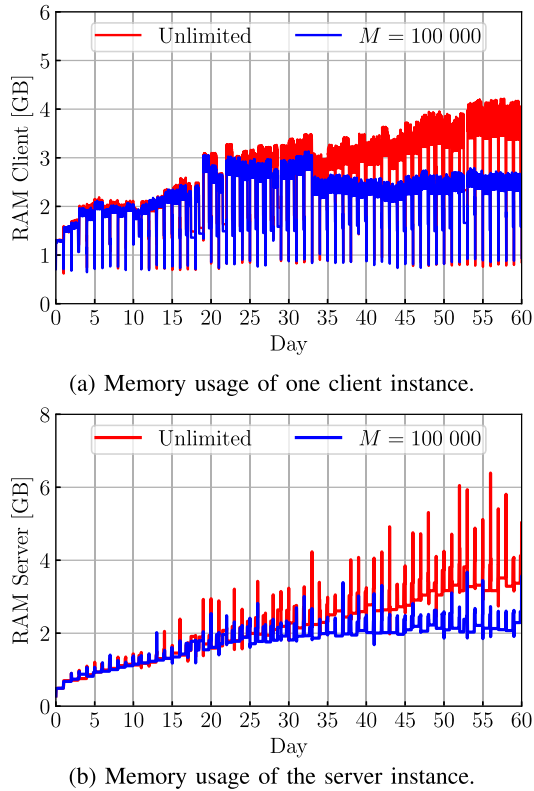 6
5
4
3
2
1
0
RAM Client [GB]
Unlimited
M = 100 000
0 5 10 15 20 25 30 35 40 45 50 55 60
Day
(a) Memory usage of one client instance.
8
6
4
2
0
RAM Server [GB]
Unlimited
M = 100 000
0 5 10 15 20 25 30 35 40 45 50 55 60
Day
(b) Memory usage of the server instance.